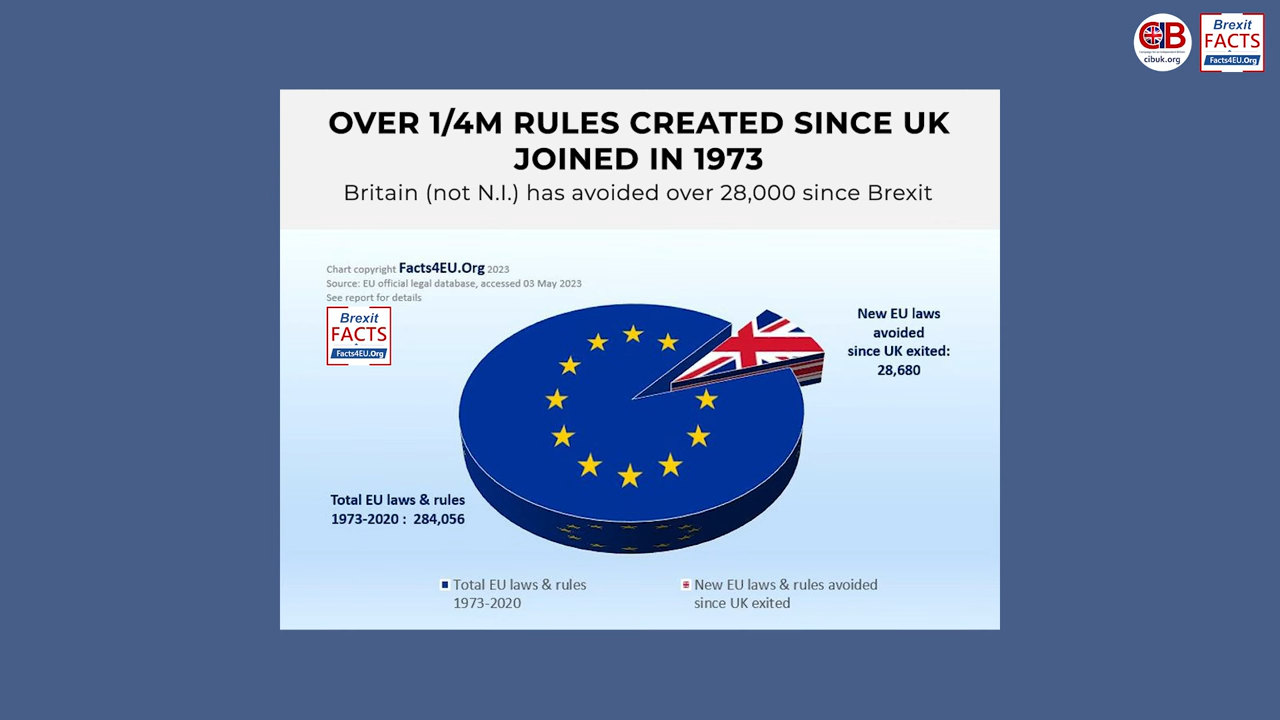 CIB
cibuk.org
Brexit
FACTS
Facts4EU.Org
OVER 1/4M RULES CREATED SINCE UK
JOINED IN 1973
Britain (not N.I.) has avoided over 28,000 since Brexit
Chart copyright Facts4EU.Org 2023
Source: EU official legal database, accessed 03 May 2023
See report for details
Brexit
FACTS
Facts4EU.Org
New EU laws
avoided
since UK exited:
28,680
Total EU laws & rules
1973-2020 : 284,056
Total EU laws & rules
1973-2020
New EU laws & rules avoided
since UK exited